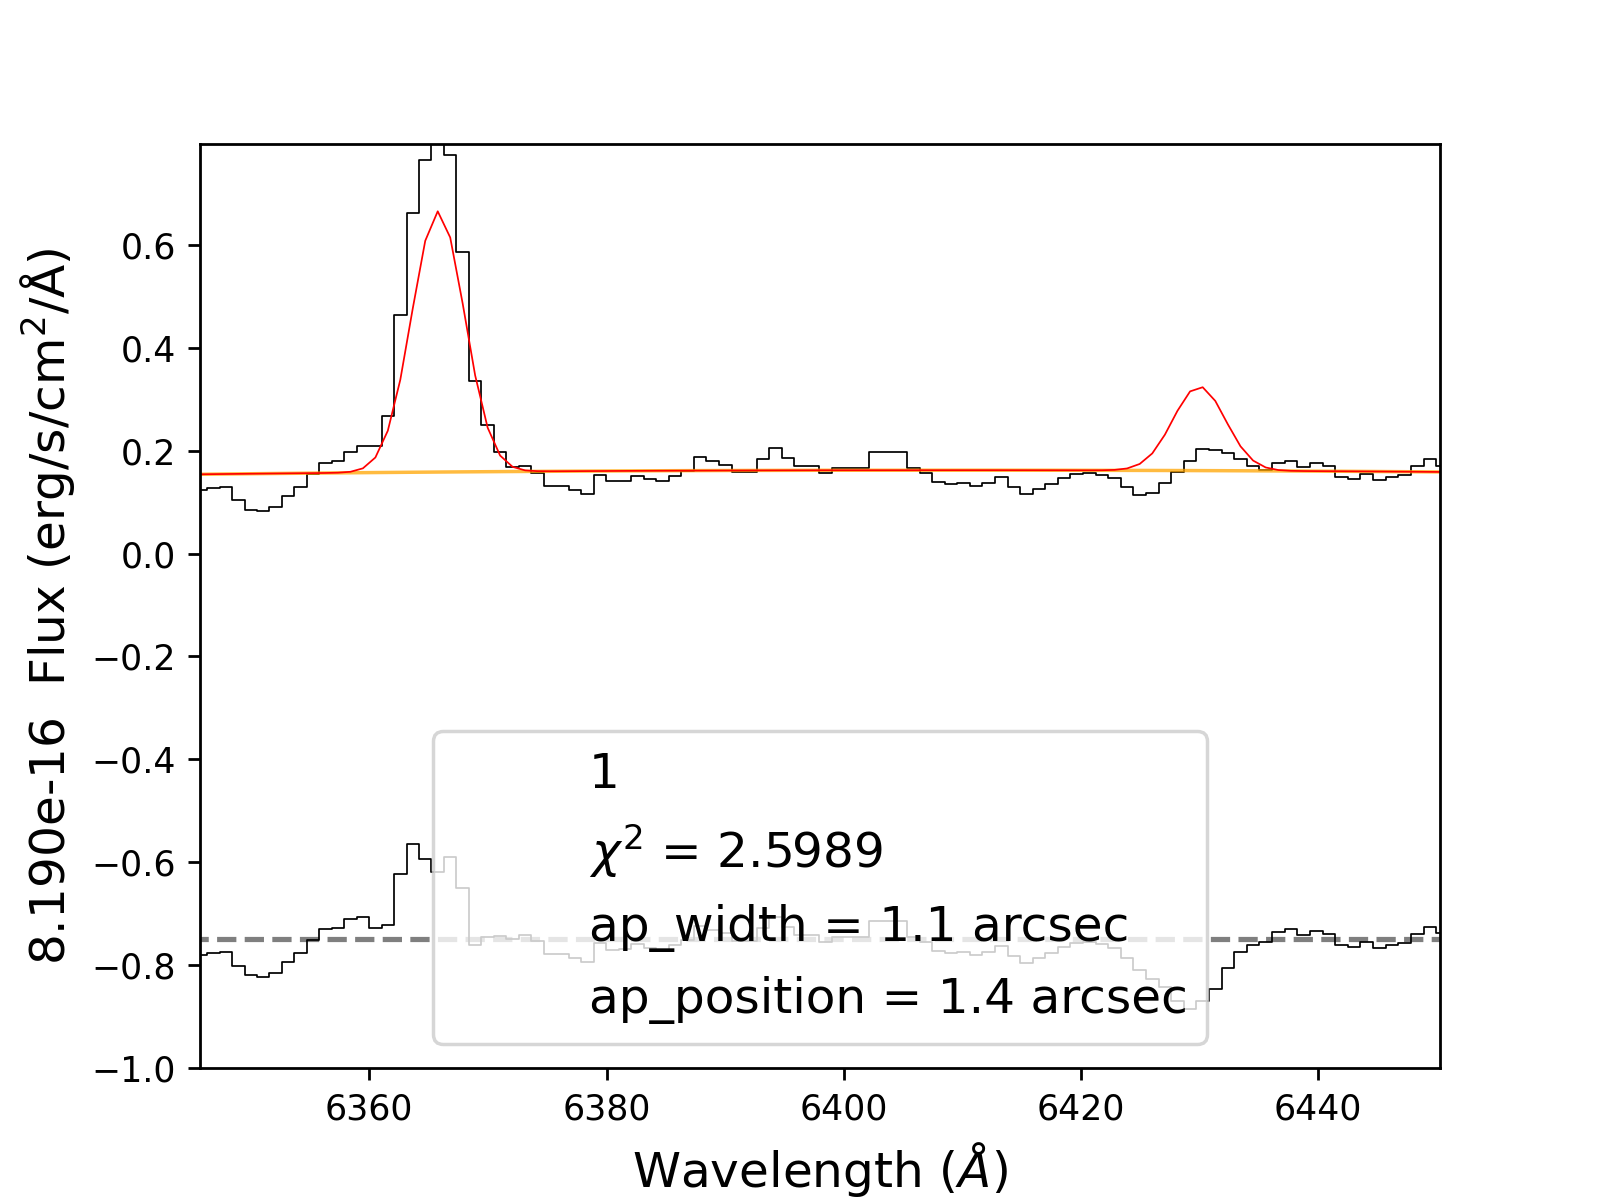 8.190e-16 Flux (erg/s/cm²/Å)
0.6
0.4
0.2
0.0
−0.2
−0.4
−0.6
−0.8
−1.0
1
χ² = 2.5989
ap_width = 1.1 arcsec
ap_position = 1.4 arcsec
6360 6380 6400 6420 6440
Wavelength (Å)